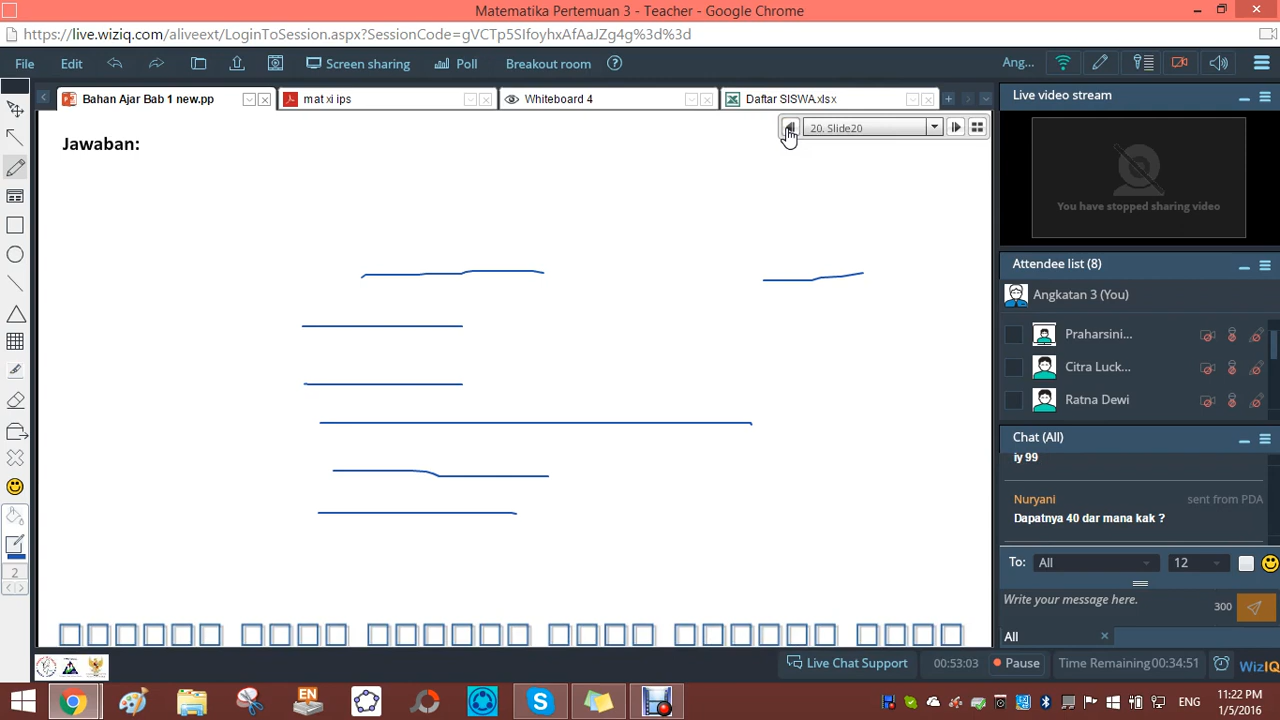 Matematika Pertemuan 3 - Teacher - Google Chrome
https://live.wiziq.com/aliveext/LoginToSession.aspx?SessionCode=gVCTp5SIfoyhxAfAaJZg4g%3d%3d
File Edit Screen sharing Poll Breakout room Ang...
Bahan Ajar Bab 1 new.pp mat xi ips Whiteboard 4 Daftar SISWA.xlsx
Live video stream
20. Slide20
Jawaban:
You have stopped sharing video
Attendee list (8)
Angkatan 3 (You)
Praharsini...
Citra Luck...
Ratna Dewi
Chat (All)
iy 99
Nuryani sent from PDA
Dapatnya 40 dar mana kak ?
To: All 12
Write your message here. 300
2
All
Live Chat Support 00:53:03 Pause Time Remaining 00:34:51 WizIQ
EN
ENG
11:22 PM
1/5/2016